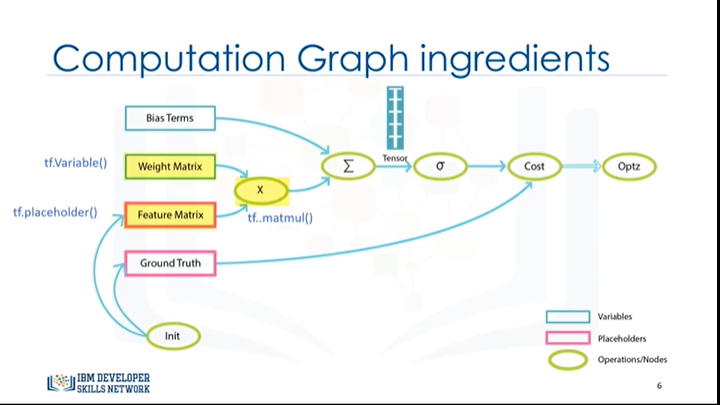 Computation Graph ingredients
Bias Terms
tf.Variable()
Weight Matrix
Σ
Tensor
σ
Cost
Optz
X
tf.placeholder()
Feature Matrix
tf..matmul()
Ground Truth
Init
Variables
Placeholders
Operations/Nodes
IBM DEVELOPER
SKILLS NETWORK
6